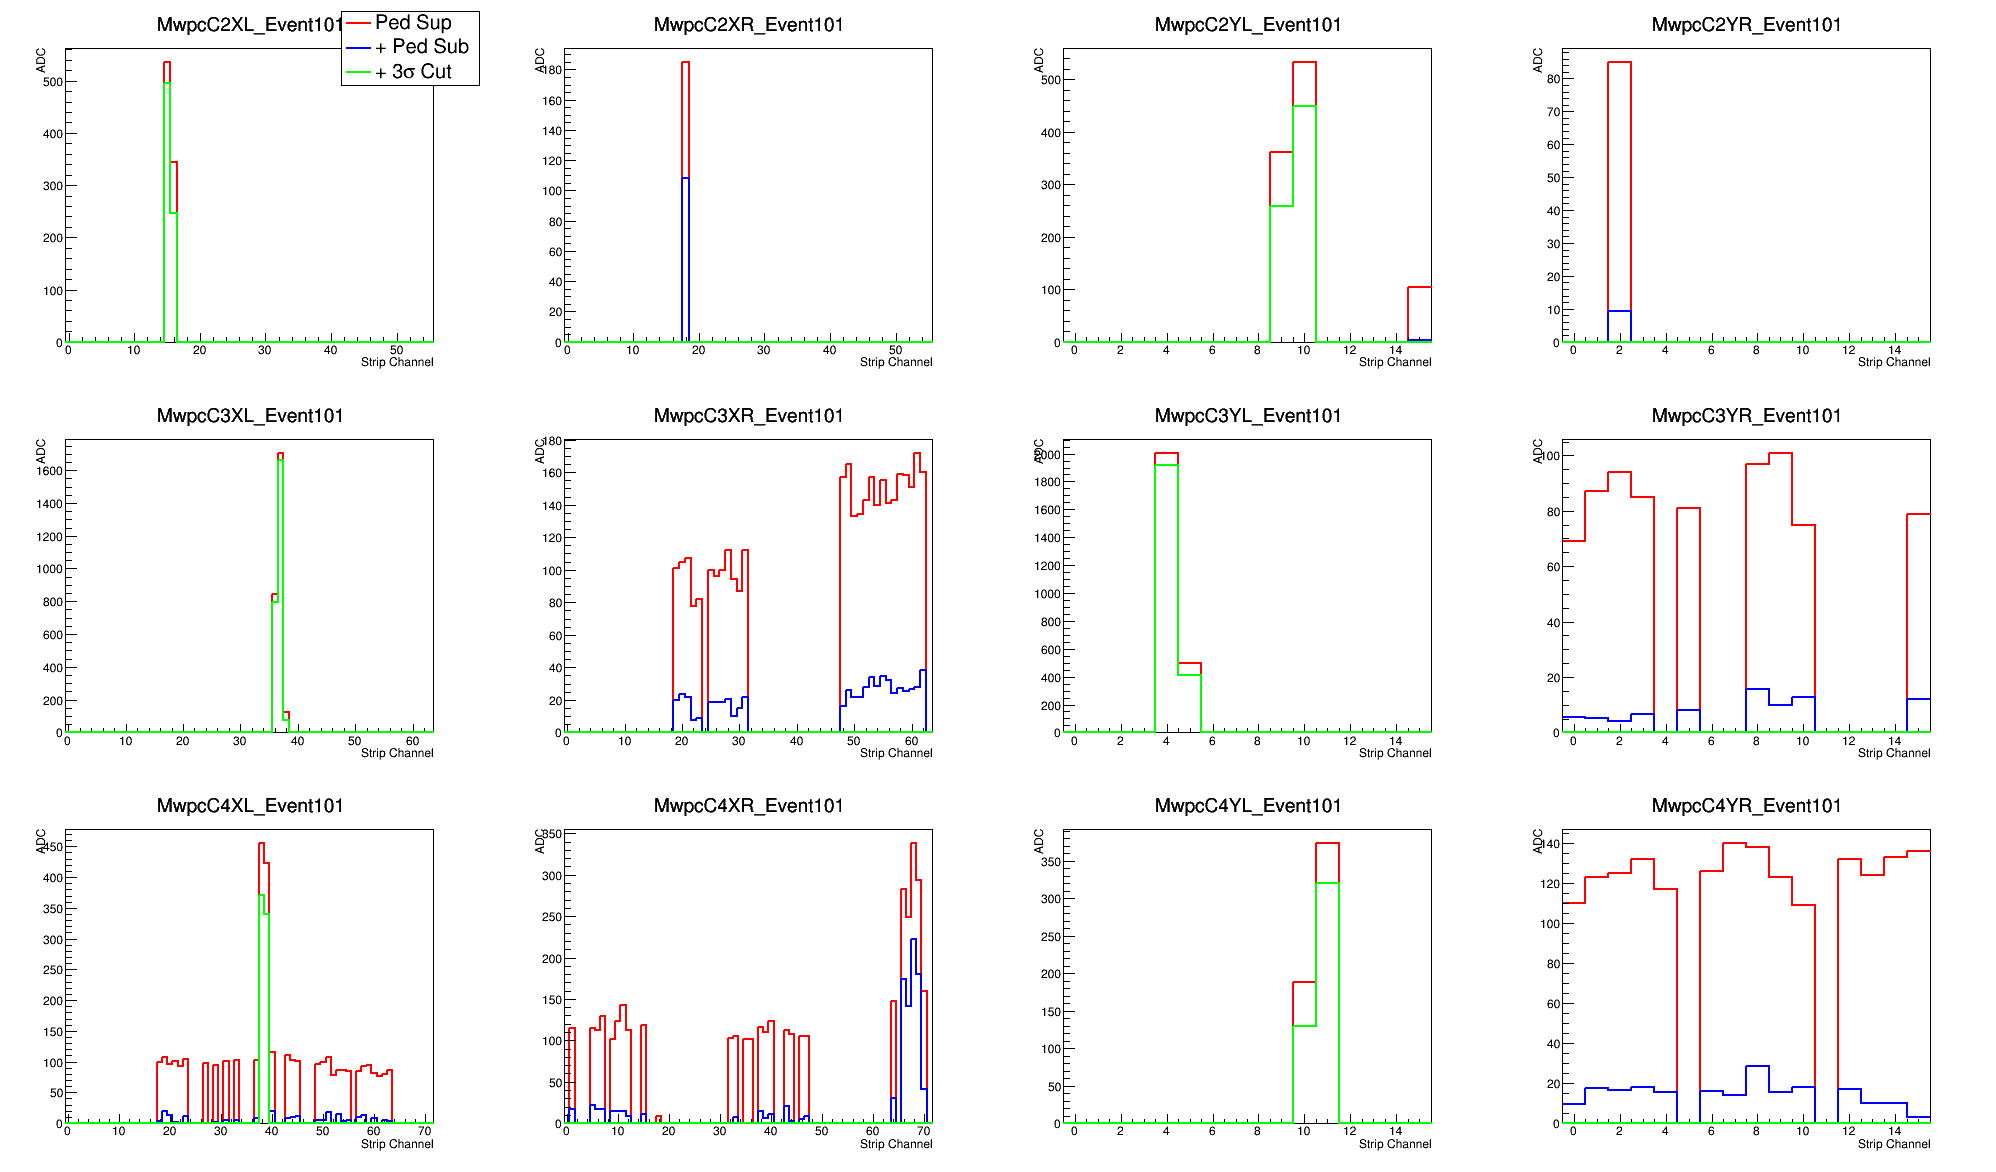 MwpcC2XL_Event101
Ped Sup
+ Ped Sub
+ 3σ Cut
ADC
500
400
300
200
100
0
0 10 20 30 40 50
Strip Channel
MwpcC2XR_Event101
ADC
180
160
140
120
100
80
60
40
20
0
0 10 20 30 40 50
Strip Channel
MwpcC2YL_Event101
ADC
500
400
300
200
100
0
0 2 4 6 8 10 12 14
Strip Channel
MwpcC2YR_Event101
ADC
80
70
60
50
40
30
20
10
0
0 2 4 6 8 10 12 14
Strip Channel
MwpcC3XL_Event101
ADC
1600
1400
1200
1000
800
600
400
200
0
0 10 20 30 40 50 60
Strip Channel
MwpcC3XR_Event101
ADC
180
160
140
120
100
80
60
40
20
0
0 10 20 30 40 50 60
Strip Channel
MwpcC3YL_Event101
ADC
2000
1800
1600
1400
1200
1000
800
600
400
200
0
0 2 4 6 8 10 12 14
Strip Channel
MwpcC3YR_Event101
ADC
100
80
60
40
20
0
0 2 4 6 8 10 12 14
Strip Channel
MwpcC4XL_Event101
ADC
450
400
350
300
250
200
150
100
50
0
0 10 20 30 40 50 60 70
Strip Channel
MwpcC4XR_Event101
ADC
350
300
250
200
150
100
50
0
0 10 20 30 40 50 60 70
Strip Channel
MwpcC4YL_Event101
ADC
350
300
250
200
150
100
50
0
0 2 4 6 8 10 12 14
Strip Channel
MwpcC4YR_Event101
ADC
140
120
100
80
60
40
20
0
0 2 4 6 8 10 12 14
Strip Channel